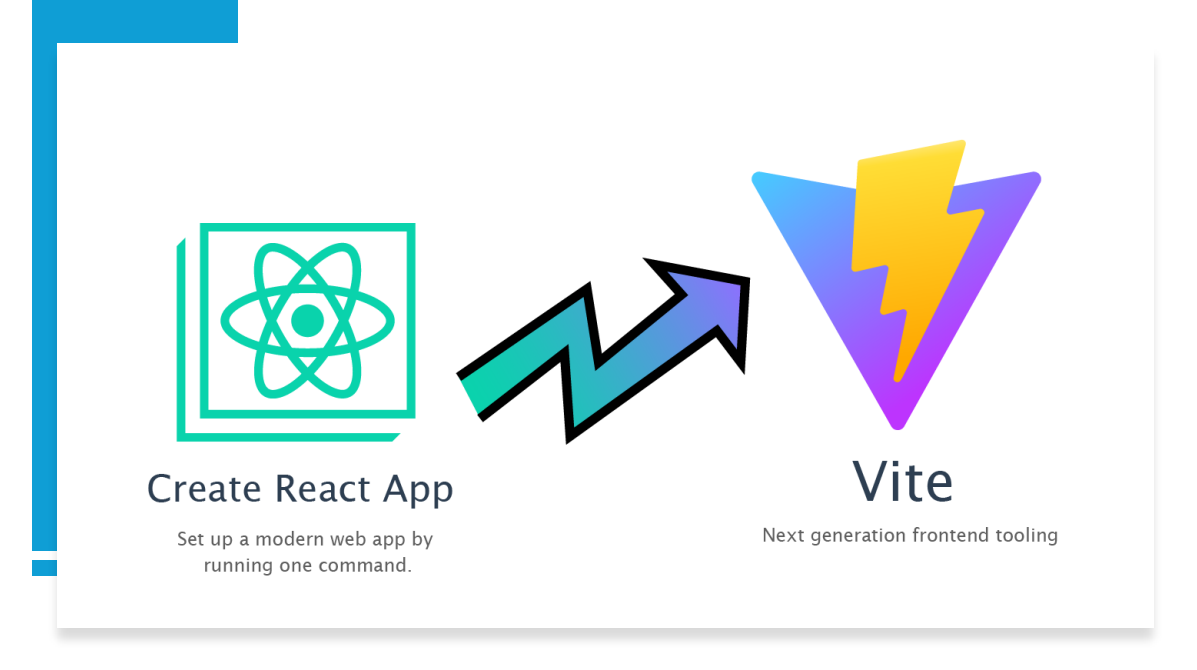 Create React App
Set up a modern web app by
running one command.
Vite
Next generation frontend tooling